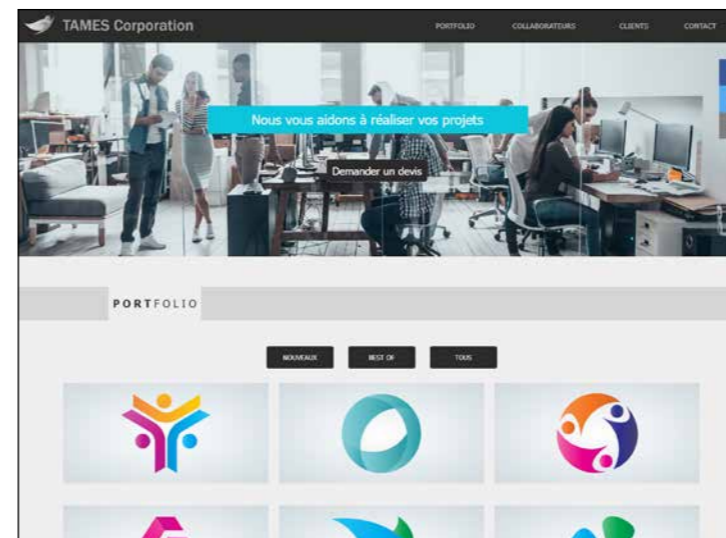 TAMES Corporation
PORTFOLIO COLLABORATEURS CLIENTS CONTACT
Nous vous aidons à réaliser vos projets
Demander un devis
PORTFOLIO
NOUVEAUX BEST OF TOUS